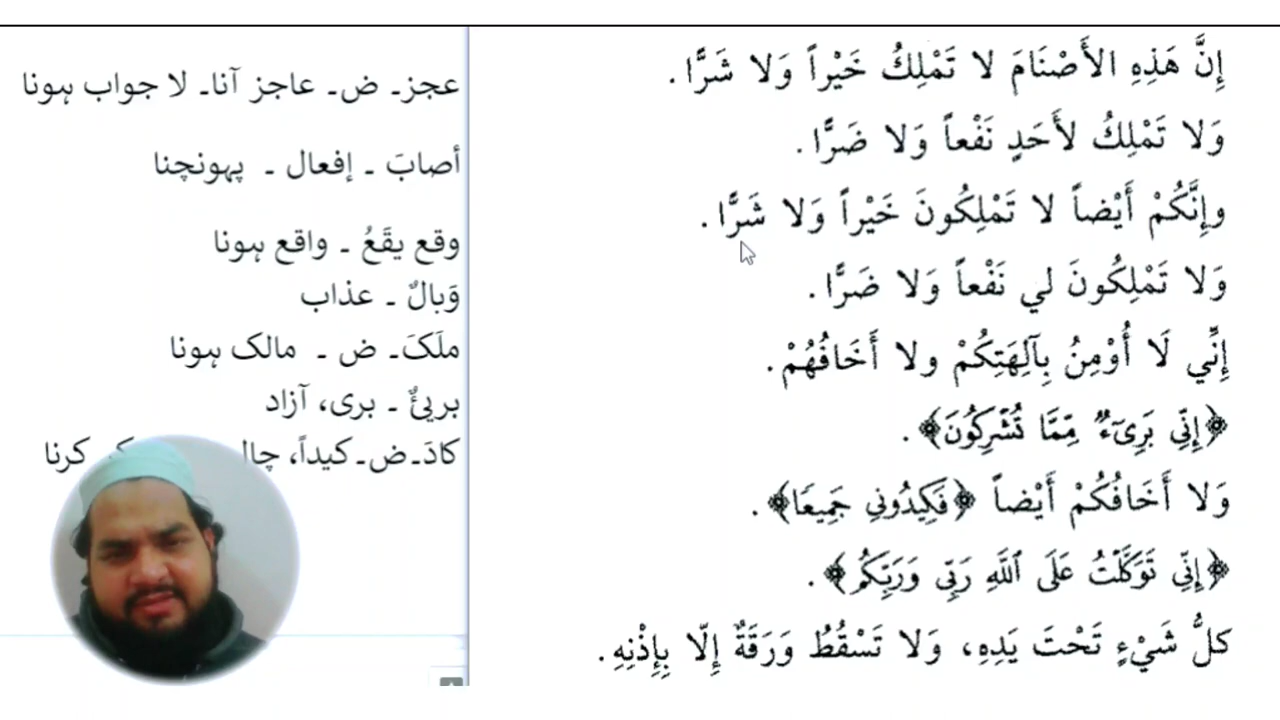 إِنَّ هَذِهِ الأَصْنَامَ لا تَمْلِكُ خَيْراً وَلا شَرًّا.
وَلا تَمْلِكُ لأَحَدٍ نَفْعاً وَلا ضَرًّا.
وإِنَّكُمْ أَيْضاً لا تَمْلِكُونَ خَيْراً وَلا شَرًّا.
وَلا تَمْلِكُونَ لي نَفْعاً وَلا ضَرًّا.
إِنِّي لَا أُوْمِنُ بِآلِهَتِكُمْ ولا أَخَافُهُمْ.
﴿إِنِّي بَرِيٓءٌ مِّمَّا تُشْرِكُونَ﴾.
وَلا أَخَافُكُمْ أَيْضاً ﴿فَكِيدُونِي جَمِيعًا﴾.
﴿إِنِّي تَوَكَّلْتُ عَلَى ٱللَّهِ رَبِّي وَرَبِّكُم﴾.
كلُّ شَيْءٍ تَحْتَ يَدِهِ، وَلا تَسْقُطُ وَرَقَةٌ إِلّا بِإِذْنِهِ.
عجز۔ ض۔ عاجز آنا۔ لا جواب ہونا
أصابَ ۔ إفعال ۔ پہونچنا
وقع يقَعُ ۔ واقع ہونا
وَبالٌ ۔ عذاب
ملَکَ۔ ض ۔ مالک ہونا
بريئٌ ۔ بری، آزاد
کادَ۔ض۔کیداً، چال کرنا